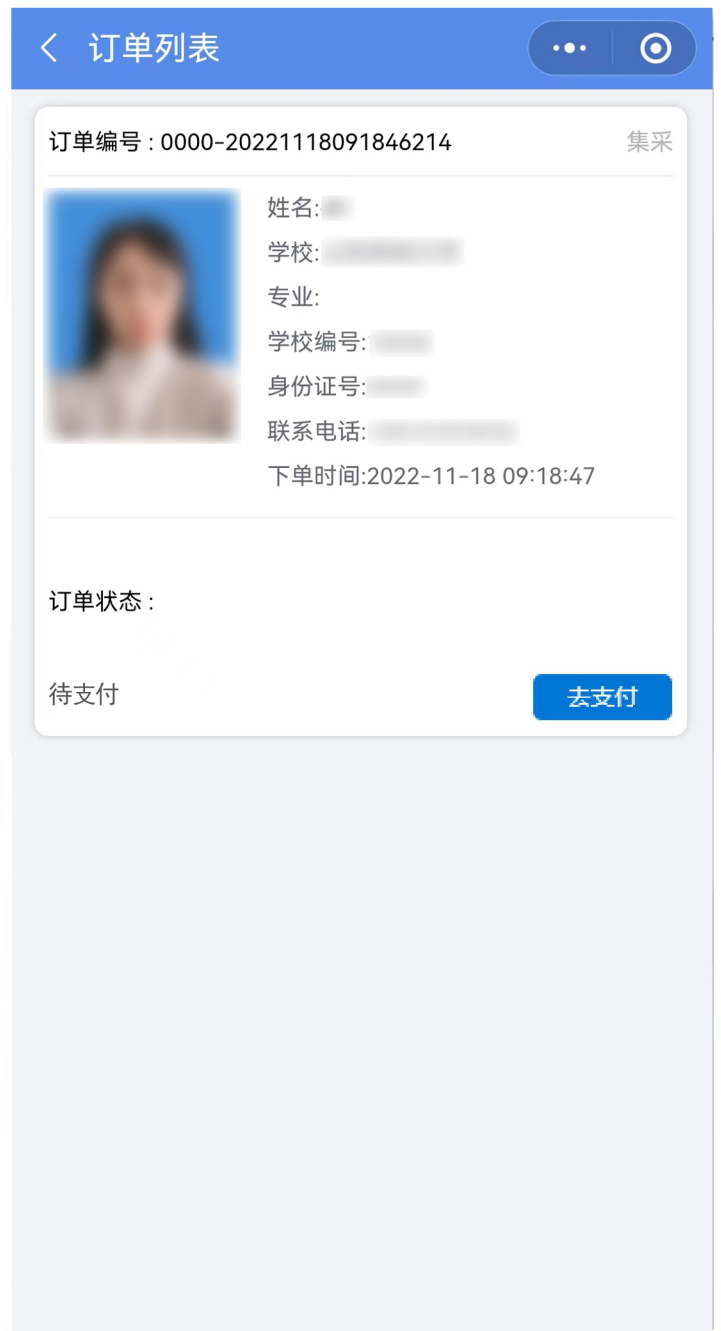 订单列表
订单编号 : 0000-20221118091846214
集采
姓名:
学校:
专业:
学校编号:
身份证号:
联系电话:
下单时间:2022-11-18 09:18:47
订单状态 :
待支付
去支付